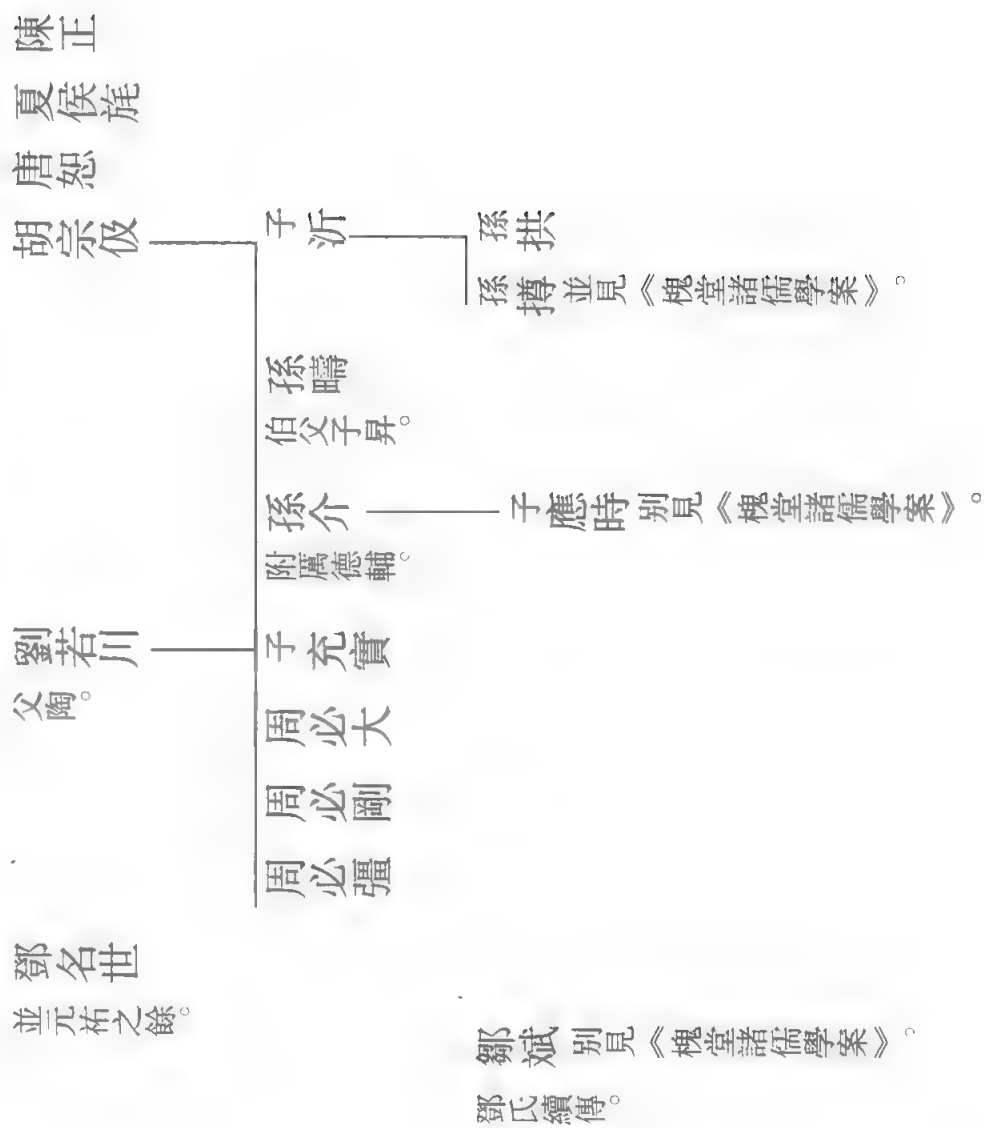 陳正
夏侯旄
唐恕
胡宗伋
子沂
孫拱
孫撙並見《槐堂諸儒學案》。
孫疇
伯父子昇。
孫介
附厲德輔。
子應時別見《槐堂諸儒學案》。
劉若川
父陶。
子充實
周必大
周必剛
周必彊
鄧名世
並元祐之餘。
鄒斌別見《槐堂諸儒學案》。
鄧氏續傳。